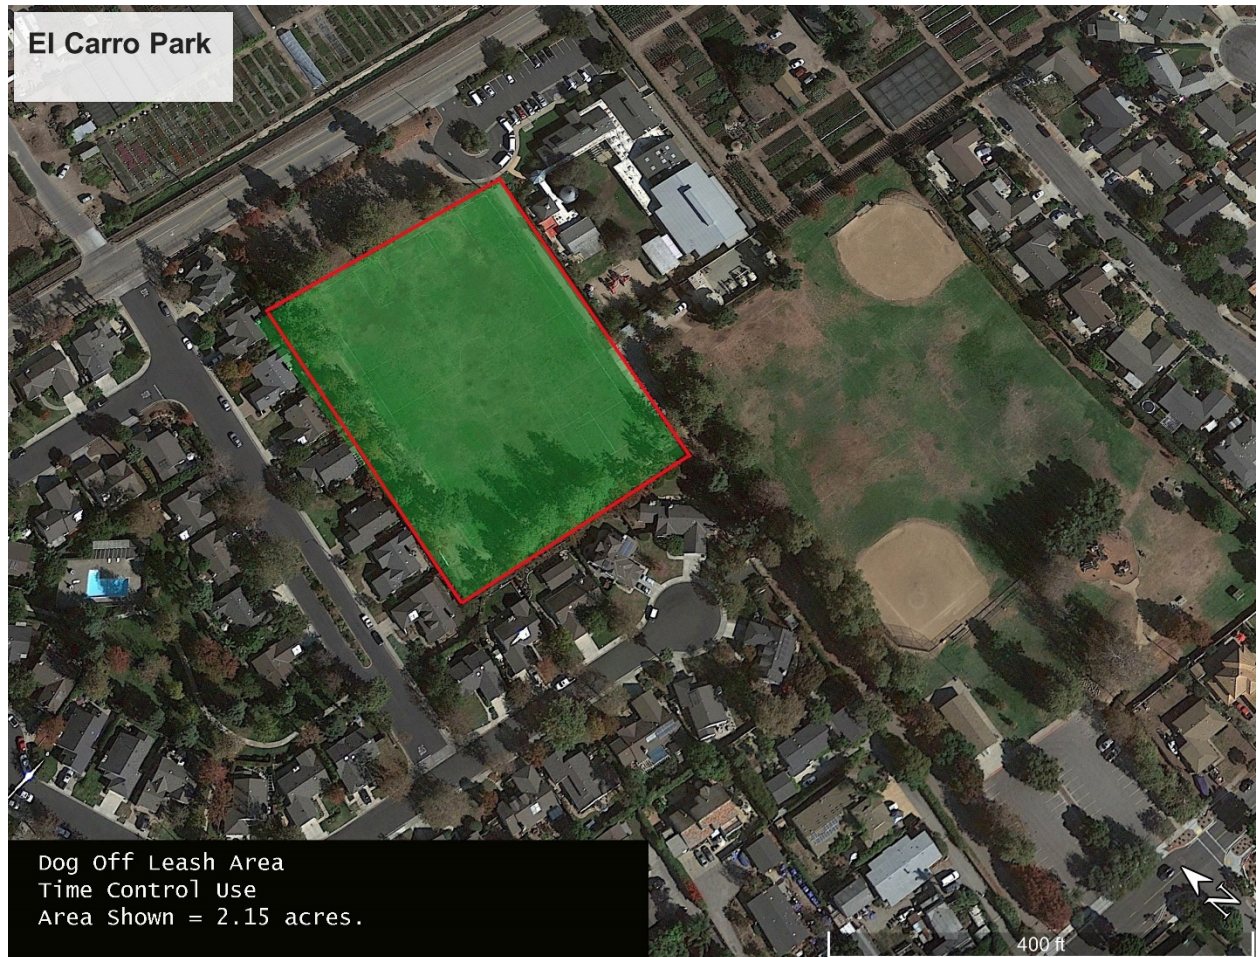 El Carro Park
Dog Off Leash Area
Time Control Use
Area Shown = 2.15 acres.
N
400 ft